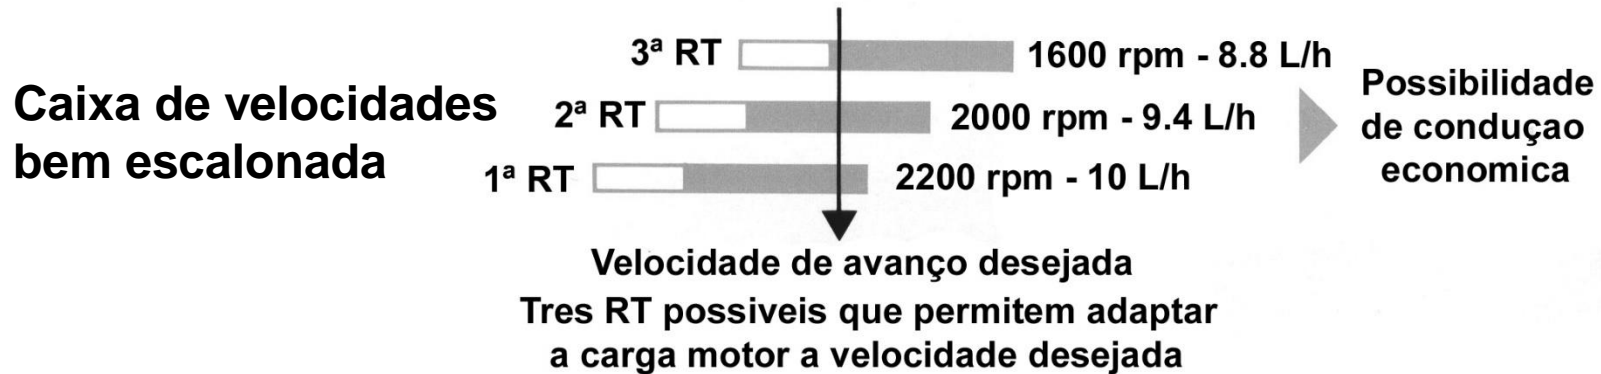 Caixa de velocidades
bem escalonada
3ª RT 1600 rpm - 8.8 L/h
2ª RT 2000 rpm - 9.4 L/h
1ª RT 2200 rpm - 10 L/h
Possibilidade
de conduçao
economica
Velocidade de avanço desejada
Tres RT possiveis que permitem adaptar
a carga motor a velocidade desejada